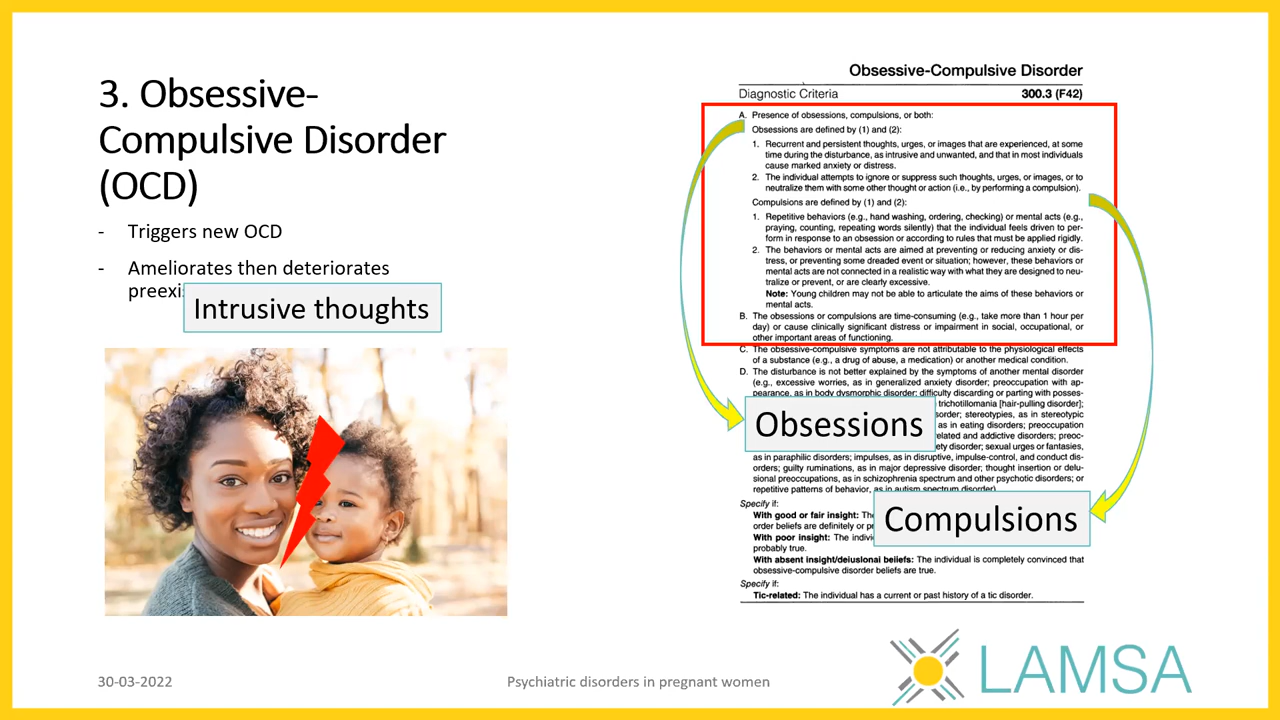 3. Obsessive-
Compulsive Disorder
(OCD)
- Triggers new OCD
- Ameliorates then deteriorates
Intrusive thoughts
Obsessive-Compulsive Disorder
Diagnostic Criteria 300.3 (F42)
A. Presence of obsessions, compulsions, or both:
Obsessions are defined by (1) and (2):
1. Recurrent and persistent thoughts, urges, or images that are experienced, at some
time during the disturbance, as intrusive and unwanted, and that in most individuals
cause marked anxiety or distress.
2. The individual attempts to ignore or suppress such thoughts, urges, or images, or to
neutralize them with some other thought or action (i.e., by performing a compulsion).
Compulsions are defined by (1) and (2):
1. Repetitive behaviors (e.g., hand washing, ordering, checking) or mental acts (e.g.,
praying, counting, repeating words silently) that the individual feels driven to per-
form in response to an obsession or according to rules that must be applied rigidly.
2. The behaviors or mental acts are aimed at preventing or reducing anxiety or dis-
tress, or preventing some dreaded event or situation; however, these behaviors or
mental acts are not connected in a realistic way with what they are designed to neu-
tralize or prevent, or are clearly excessive.
Note: Young children may not be able to articulate the aims of these behaviors or
mental acts.
B. The obsessions or compulsions are time-consuming (e.g., take more than 1 hour per
day) or cause clinically significant distress or impairment in social, occupational, or
other important areas of functioning.
C. The obsessive-compulsive symptoms are not attributable to the physiological effects
of a substance (e.g., a drug of abuse, a medication) or another medical condition.
D. The disturbance is not better explained by the symptoms of another mental disorder
(e.g., excessive worries, as in generalized anxiety disorder; preoccupation with ap-
pearance, as in body dysmorphic disorder; difficulty discarding or parting with posses-
trichotillomania [hair-pulling disorder];
stereotypies, as in stereotypic
as in eating disorders; preoccupation
and addictive disorders; preoc-
disorder; sexual urges or fantasies,
Obsessions
as in paraphilic disorders; impulses, as in disruptive, impulse-control, and conduct dis-
orders; guilty ruminations, as in major depressive disorder; thought insertion or delu-
sional preoccupations, as in schizophrenia spectrum and other psychotic disorders; or
repetitive patterns of behavior, as in autism spectrum disorder).
Specify if:
With good or fair insight: The
order beliefs are definitely or
With poor insight: The
probably true.
Compulsions
With absent insight/delusional beliefs: The individual is completely convinced that
obsessive-compulsive disorder beliefs are true.
Specify if:
Tic-related: The individual has a current or past history of a tic disorder.
30-03-2022
Psychiatric disorders in pregnant women
LAMSA